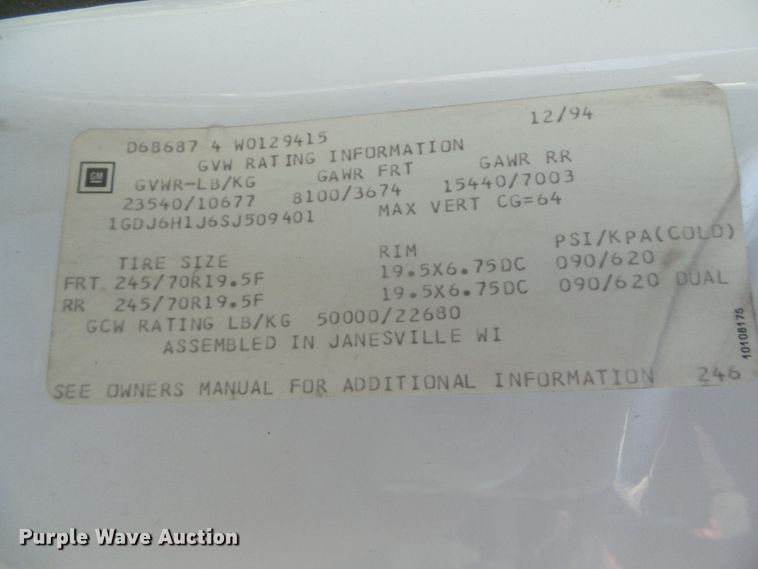 D68687 4 W0129415 12/94
GVW RATING INFORMATION
GM
GVWR-LB/KG GAWR FRT GAWR RR
23540/10677 8100/3674 15440/7003
1GDJ6H1J6SJ509401 MAX VERT CG=64
TIRE SIZE RIM PSI/KPA(COLD)
FRT 245/70R19.5F 19.5X6.75DC 090/620
RR 245/70R19.5F 19.5X6.75DC 090/620 DUAL
GCW RATING LB/KG 50000/22680
ASSEMBLED IN JANESVILLE WI
10108175
SEE OWNERS MANUAL FOR ADDITIONAL INFORMATION 246
Purple Wave Auction